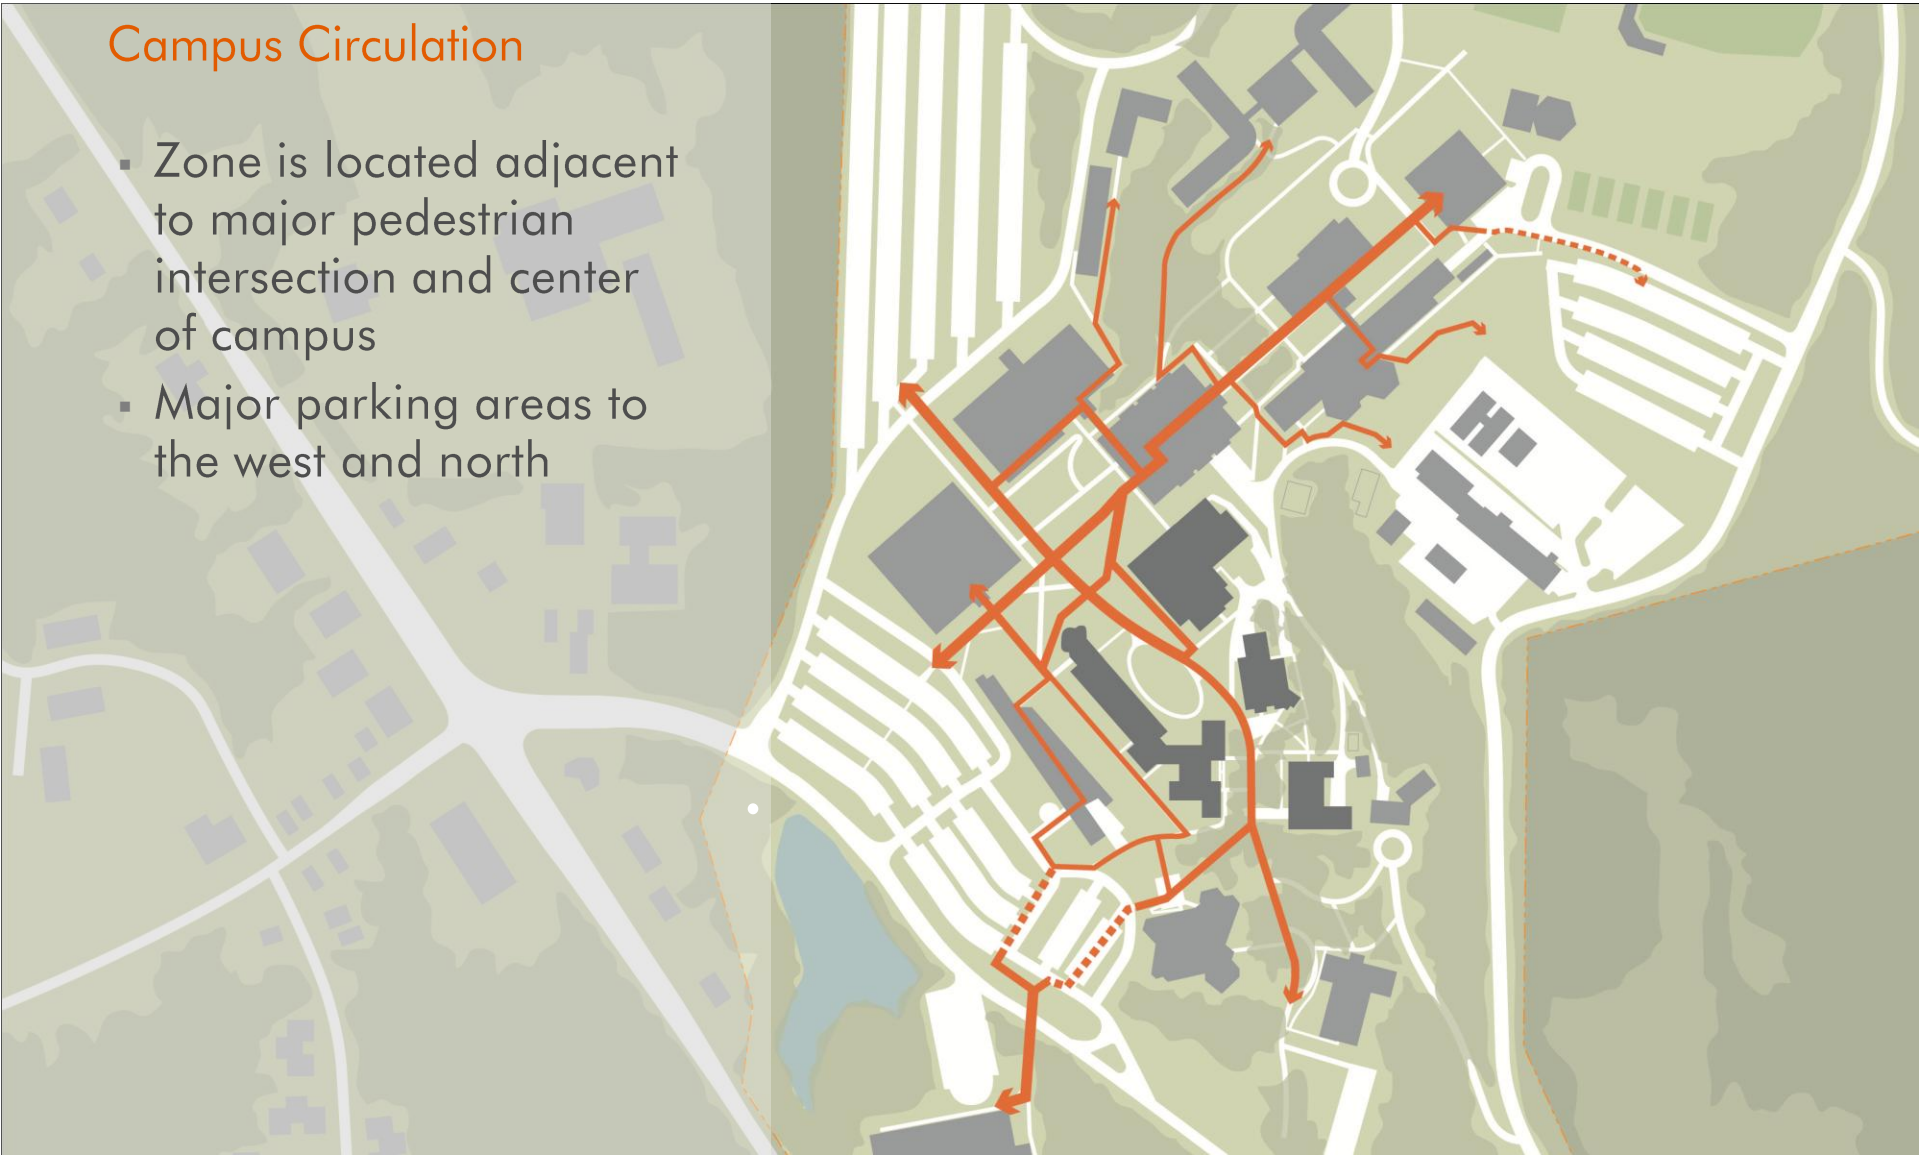 Campus Circulation
▪ Zone is located adjacent
to major pedestrian
intersection and center
of campus
▪ Major parking areas to
the west and north